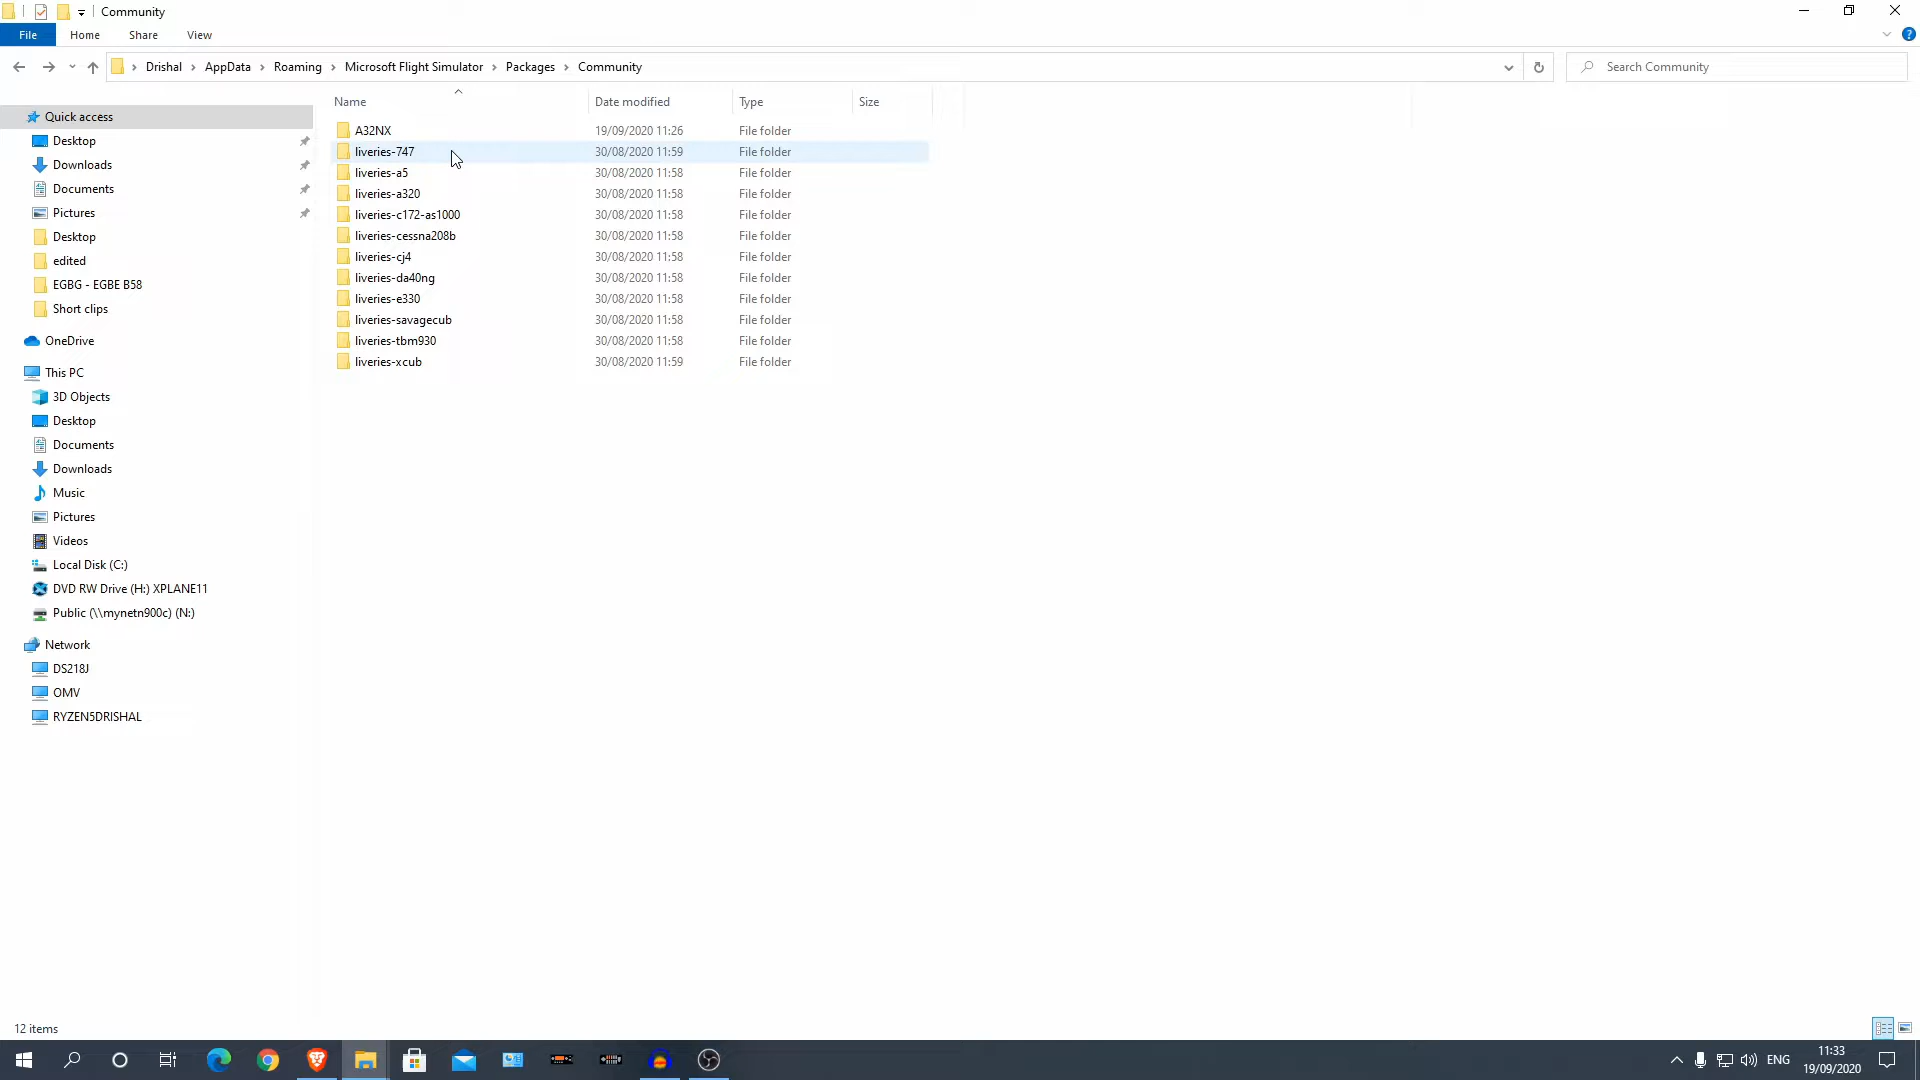 Community
File Home Share View
Drishal AppData Roaming Microsoft Flight Simulator Packages Community
Search Community
Name Date modified Type Size
A32NX 19/09/2020 11:26 File folder
liveries-747 30/08/2020 11:59 File folder
liveries-a5 30/08/2020 11:58 File folder
liveries-a320 30/08/2020 11:58 File folder
liveries-c172-as1000 30/08/2020 11:58 File folder
liveries-cessna208b 30/08/2020 11:58 File folder
liveries-cj4 30/08/2020 11:58 File folder
liveries-da40ng 30/08/2020 11:58 File folder
liveries-e330 30/08/2020 11:58 File folder
liveries-savagecub 30/08/2020 11:58 File folder
liveries-tbm930 30/08/2020 11:58 File folder
liveries-xcub 30/08/2020 11:59 File folder
Quick access
Desktop
Downloads
Documents
Pictures
Desktop
edited
EGBG - EGBE B58
Short clips
OneDrive
This PC
3D Objects
Desktop
Documents
Downloads
Music
Pictures
Videos
Local Disk (C:)
DVD RW Drive (H:) XPLANE11
Public (\\mynetn900c) (N:)
Network
DS218J
OMV
RYZEN5DRISHAL
12 items
ENG
11:33
19/09/2020